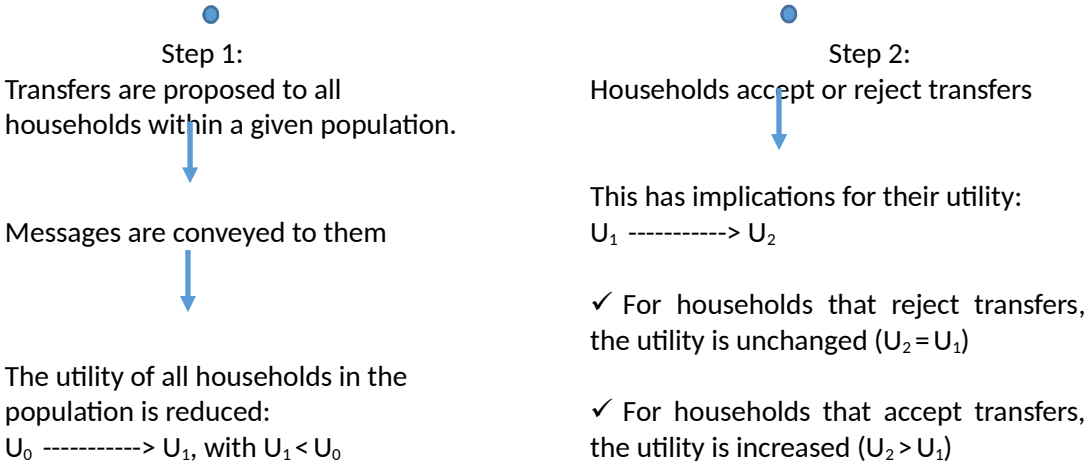 Step 1:
Transfers are proposed to all
households within a given population.
Messages are conveyed to them
The utility of all households in the
population is reduced:
U₀ -----------> U₁, with U₁ < U₀
Step 2:
Households accept or reject transfers
This has implications for their utility:
U₁ -----------> U₂
✓ For households that reject transfers,
the utility is unchanged (U₂ = U₁)
✓ For households that accept transfers,
the utility is increased (U₂ > U₁)